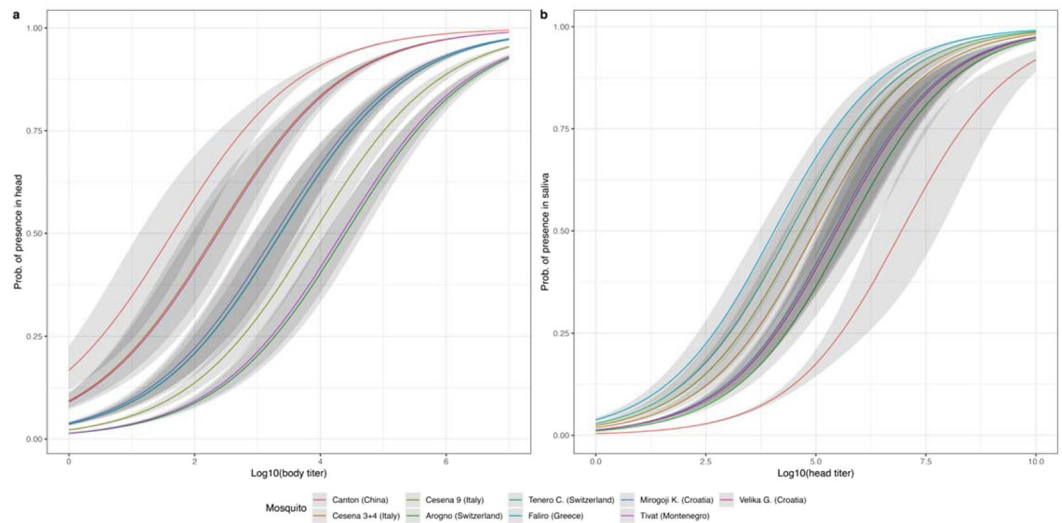 a
b
1.00
0.75
0.50
0.25
0.00
Prob. of presence in head
0 2 4 6
Log10(body titer)
1.00
0.75
0.50
0.25
0.00
Prob. of presence in saliva
0.0 2.5 5.0 7.5 10.0
Log10(head titer)
Mosquito
Canton (China) Cesena 9 (Italy) Tenero C. (Switzerland) Mirogoji K. (Croatia) Velika G. (Croatia)
Cesena 3+4 (Italy) Arogno (Switzerland) Faliro (Greece) Tivat (Montenegro)